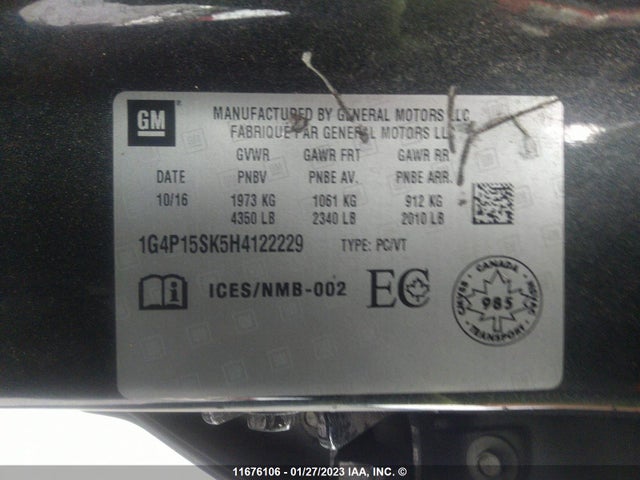 GM
MANUFACTURED BY GENERAL MOTORS LLC
FABRIQUE PAR GENERAL MOTORS LLC
GVWR GAWR FRT GAWR RR
DATE PNBV PNBE AV. PNBE ARR.
10/16 1973 KG 1061 KG 912 KG
4350 LB 2340 LB 2010 LB
1G4P15SK5H4122229 TYPE: PC/VT
ICES/NMB-002 EC
CANADA
985
TRANSPORT
11676106 - 01/27/2023 IAA, INC. ©